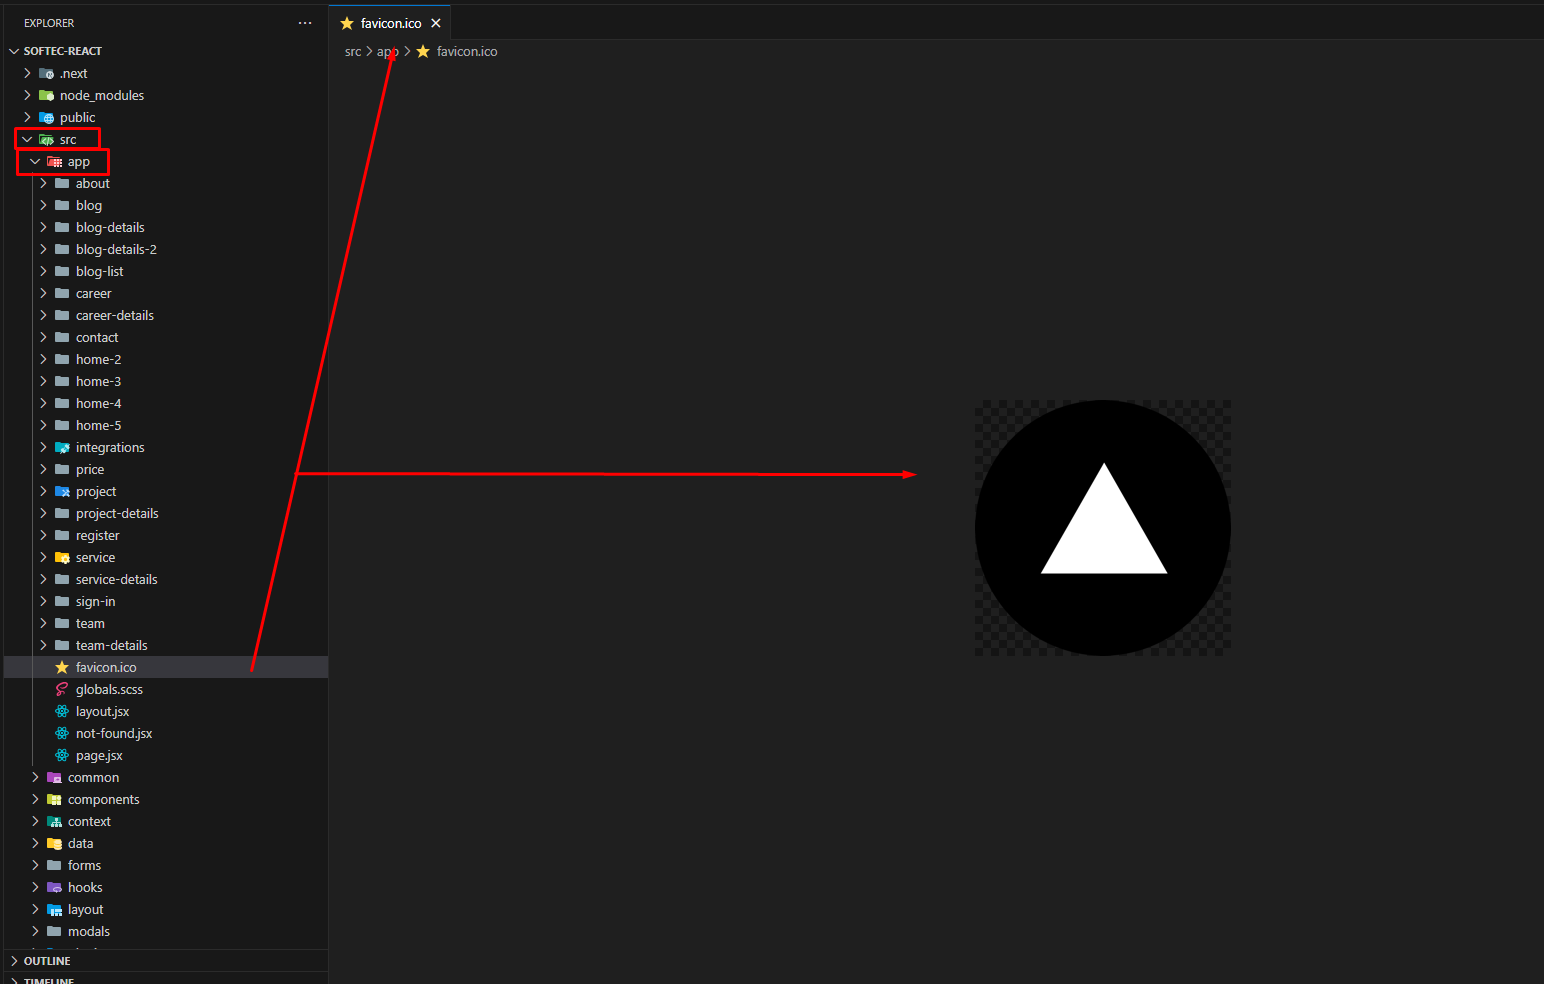 EXPLORER
SOFTEC-REACT
.next
node_modules
public
src
app
about
blog
blog-details
blog-details-2
blog-list
career
career-details
contact
home-2
home-3
home-4
home-5
integrations
price
project
project-details
register
service
service-details
sign-in
team
team-details
favicon.ico
globals.scss
layout.jsx
not-found.jsx
page.jsx
common
components
context
data
forms
hooks
layout
modals
OUTLINE
TIMELINE
favicon.ico
src > app > favicon.ico